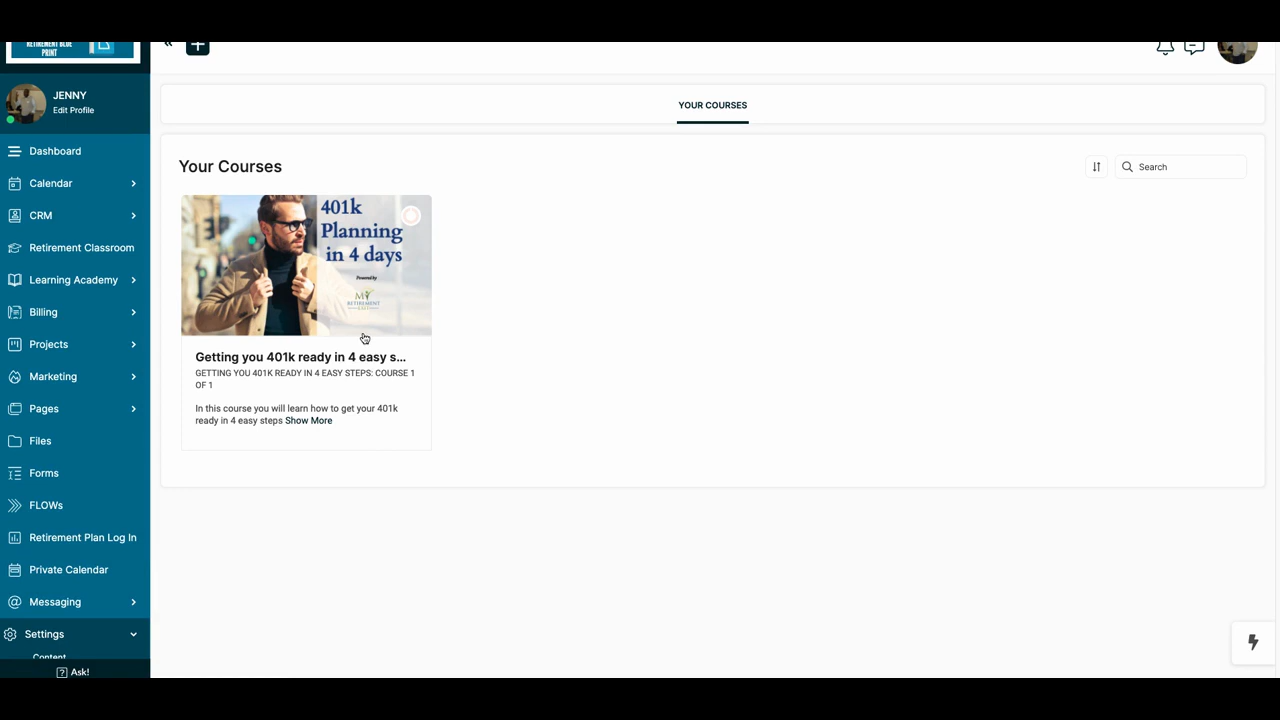 RETIREMENT BLUE
PRINT
JENNY
Edit Profile
Dashboard
Calendar
CRM
Retirement Classroom
Learning Academy
Billing
Projects
Marketing
Pages
Files
Forms
FLOWs
Retirement Plan Log In
Private Calendar
Messaging
Settings
Content
? Ask!
YOUR COURSES
Your Courses
Search
401k
Planning
in 4 days
Powered by
MY
RETIREMENT
Getting you 401k ready in 4 easy s...
GETTING YOU 401K READY IN 4 EASY STEPS: COURSE 1
OF 1
In this course you will learn how to get your 401k
ready in 4 easy steps Show More